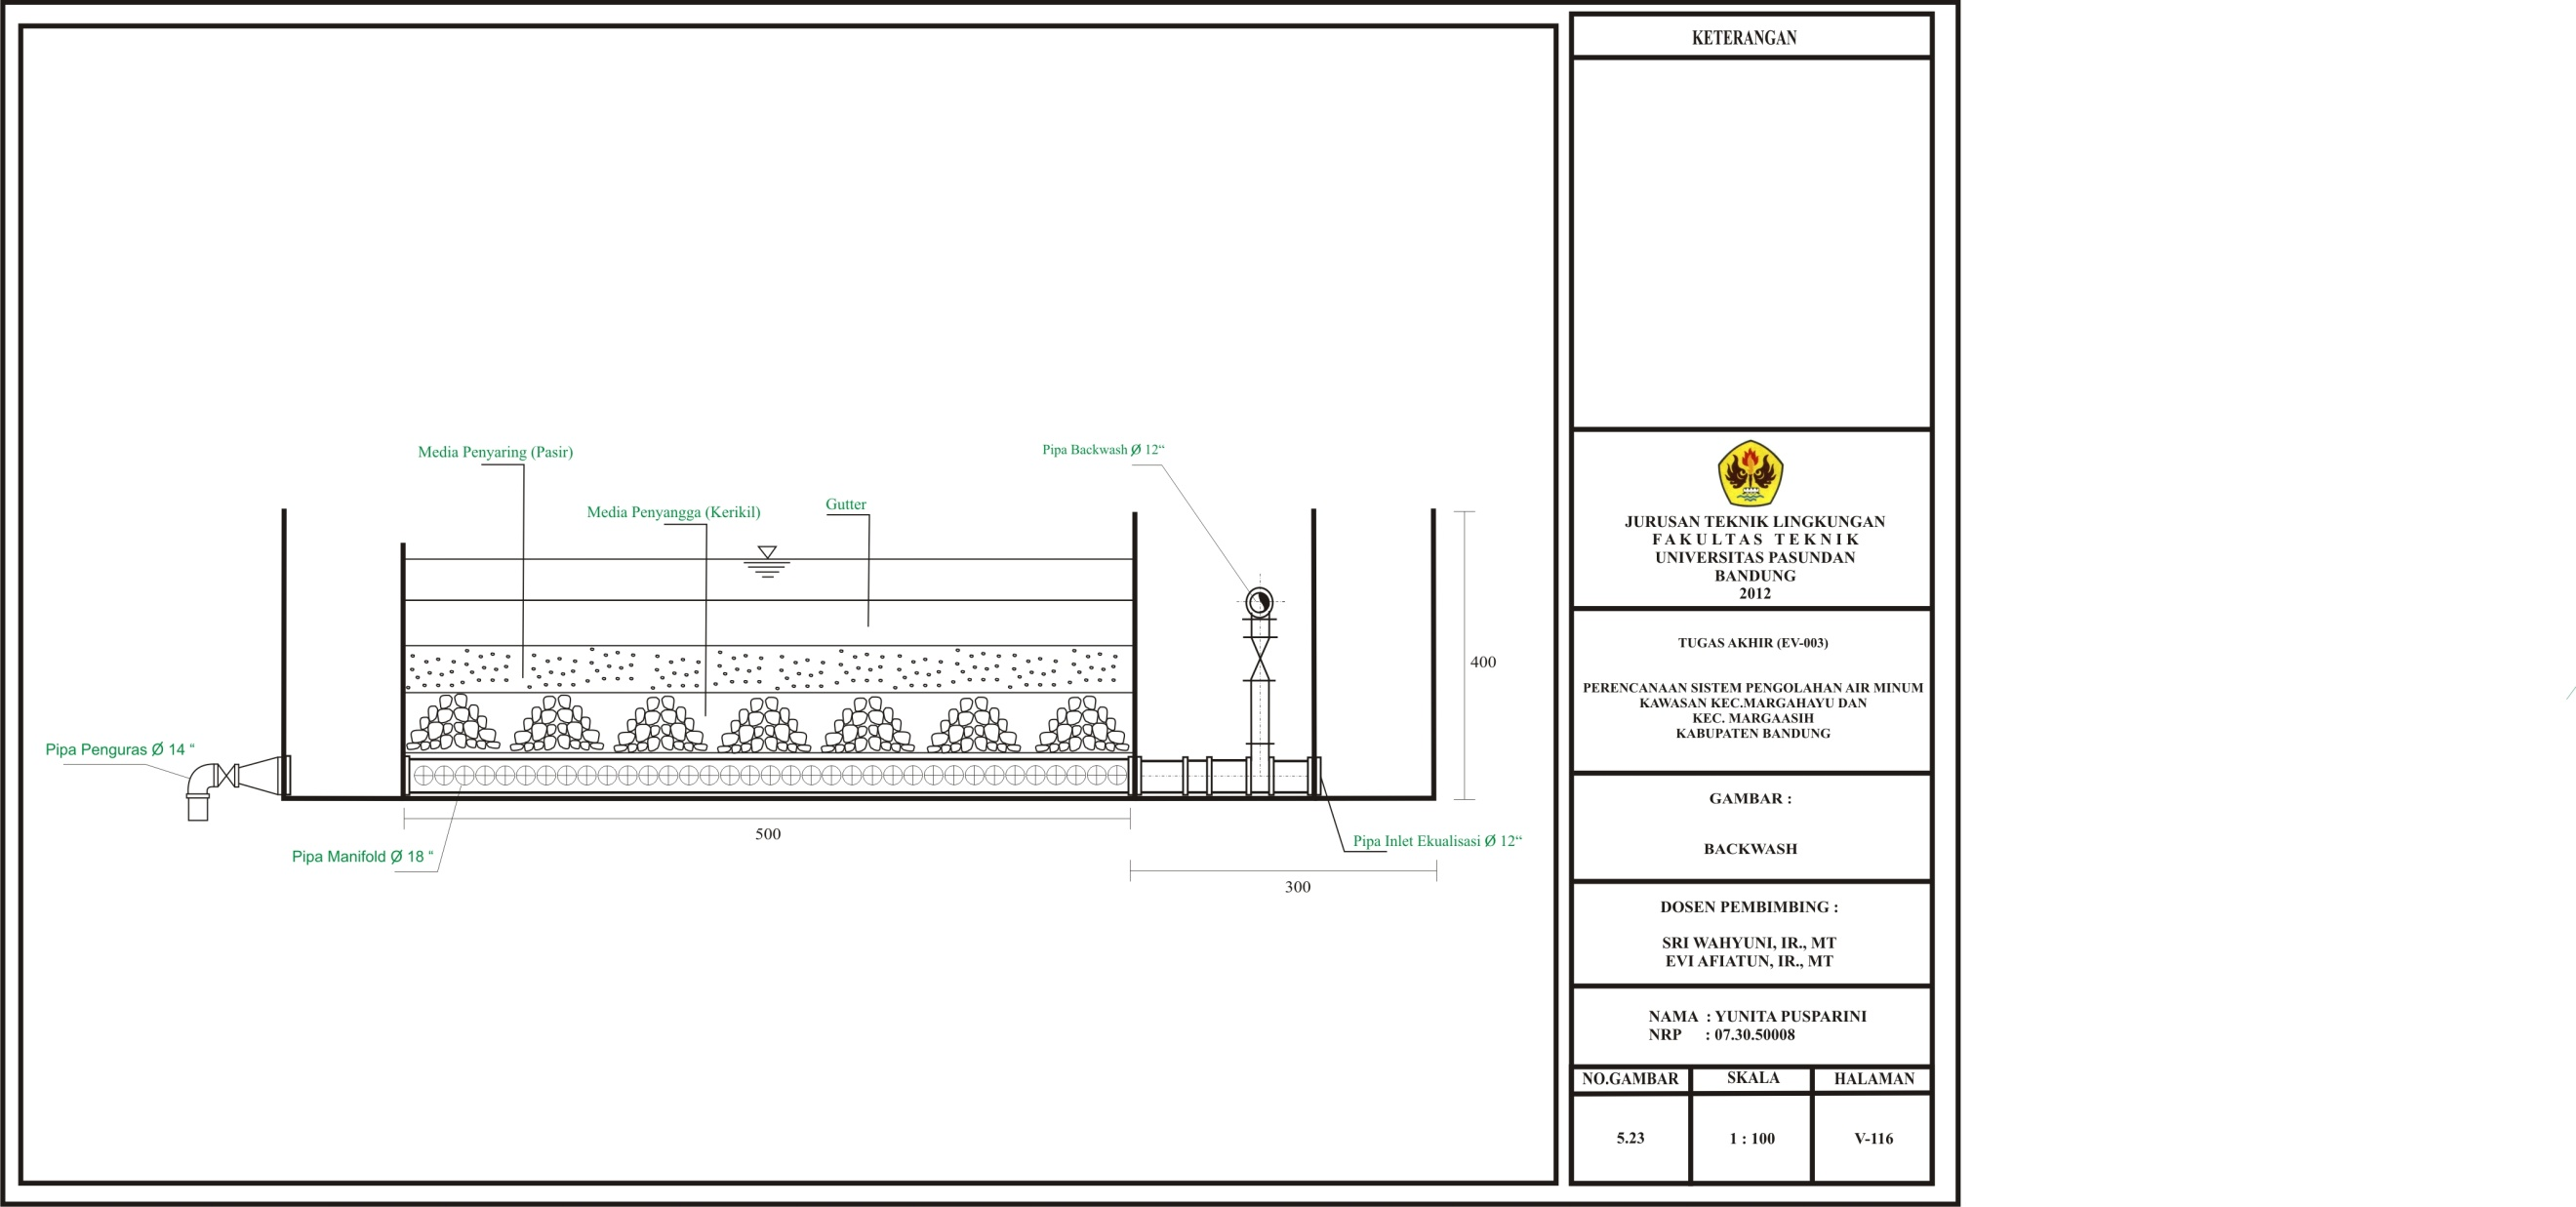 Media Penyaring (Pasir)
Pipa Backwash Ø 12“
Media Penyangga (Kerikil)
Gutter
400
Pipa Penguras Ø 14 “
500
Pipa Manifold Ø 18 “
Pipa Inlet Ekualisasi Ø 12“
300
KETERANGAN
JURUSAN TEKNIK LINGKUNGAN
FAKULTAS TEKNIK
UNIVERSITAS PASUNDAN
BANDUNG
2012
TUGAS AKHIR (EV-003)
PERENCANAAN SISTEM PENGOLAHAN AIR MINUM
KAWASAN KEC.MARGAHAYU DAN
KEC. MARGAASIH
KABUPATEN BANDUNG
GAMBAR :
BACKWASH
DOSEN PEMBIMBING :
SRI WAHYUNI, IR., MT
EVI AFIATUN, IR., MT
NAMA : YUNITA PUSPARINI
NRP : 07.30.50008
NO.GAMBAR SKALA HALAMAN
5.23 1 : 100 V-116